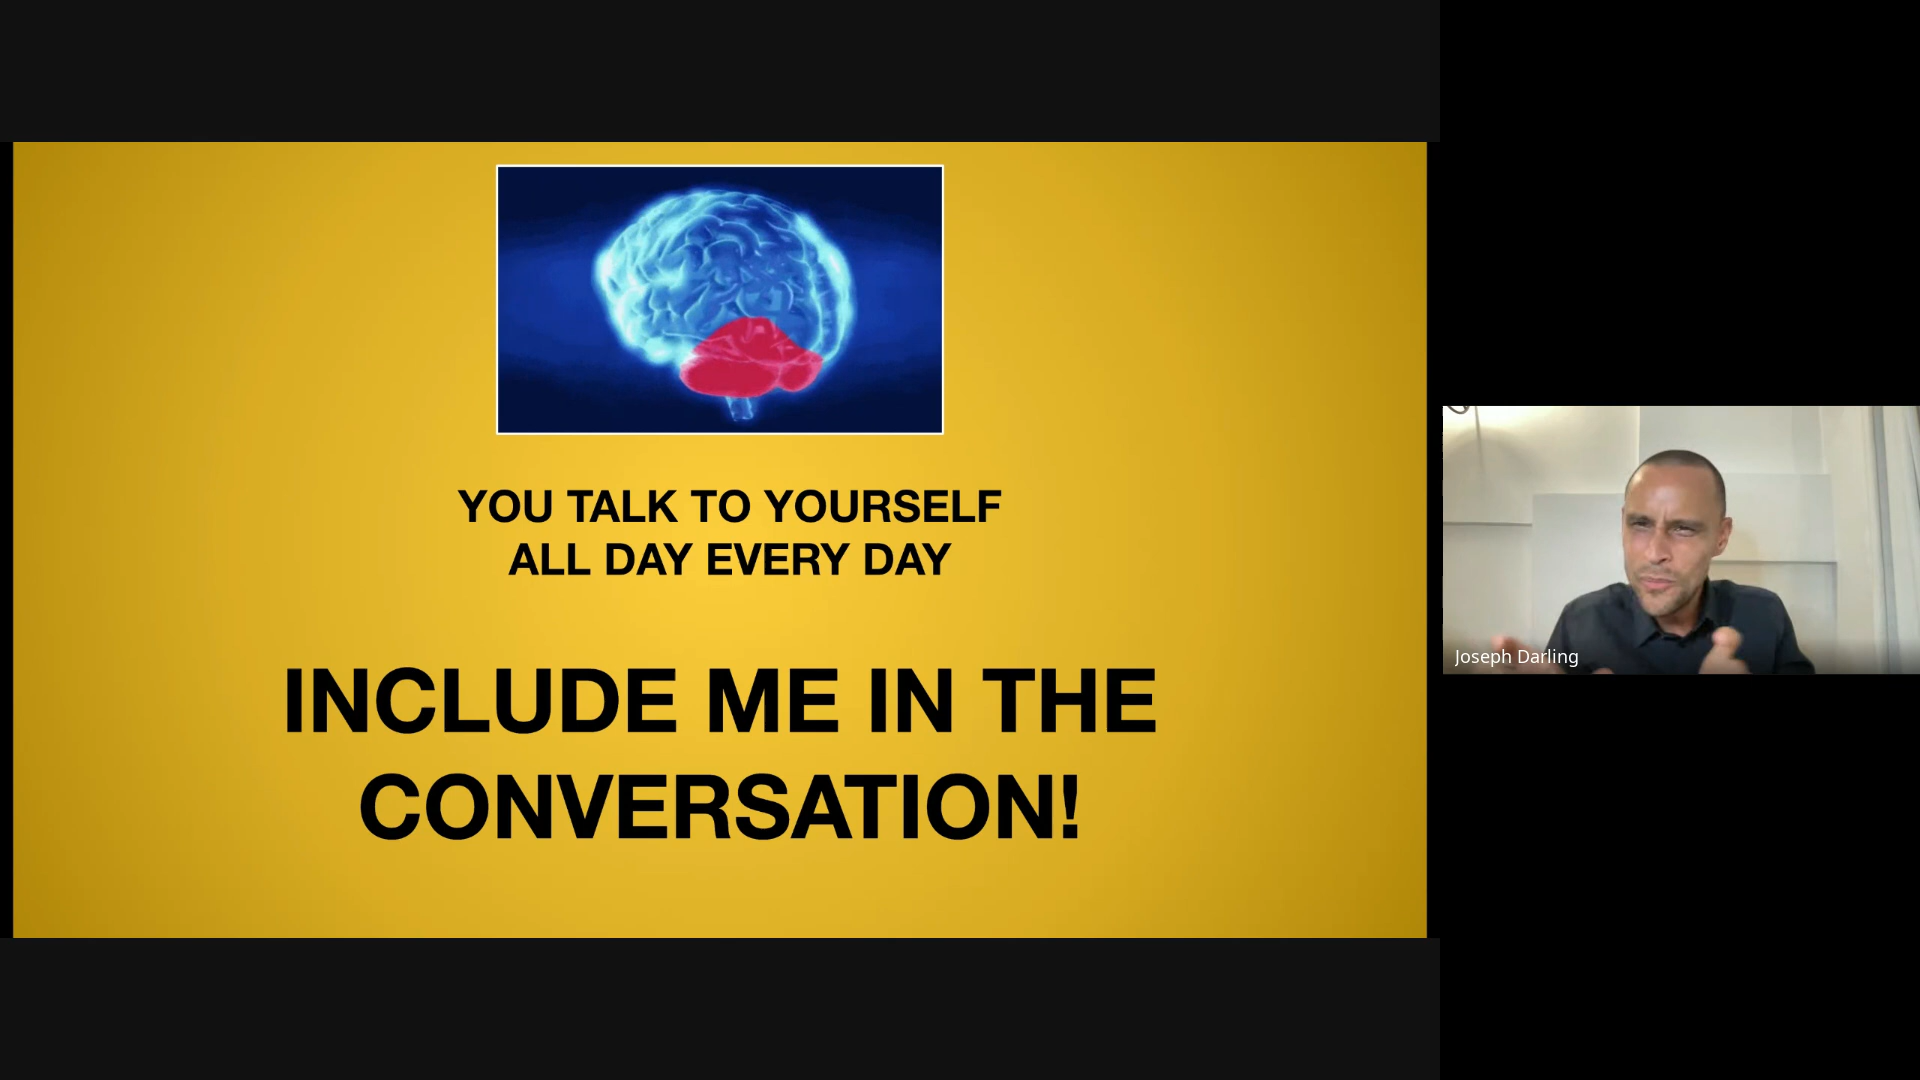 YOU TALK TO YOURSELF
ALL DAY EVERY DAY
INCLUDE ME IN THE
CONVERSATION!
Joseph Darling